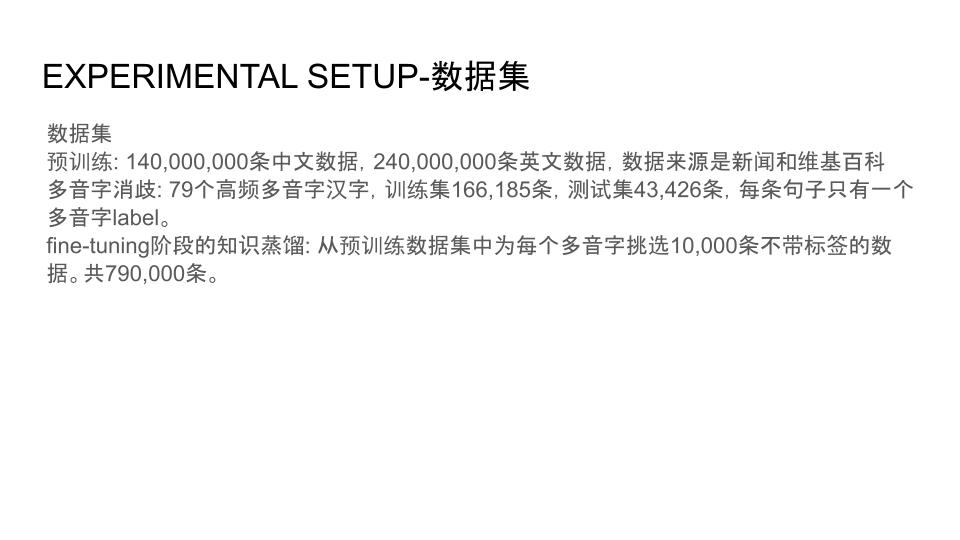 EXPERIMENTAL SETUP-数据集
数据集
预训练: 140,000,000条中文数据，240,000,000条英文数据，数据来源是新闻和维基百科
多音字消歧: 79个高频多音字汉字，训练集166,185条，测试集43,426条，每条句子只有一个
多音字label。
fine-tuning阶段的知识蒸馏: 从预训练数据集中为每个多音字挑选10,000条不带标签的数
据。共790,000条。